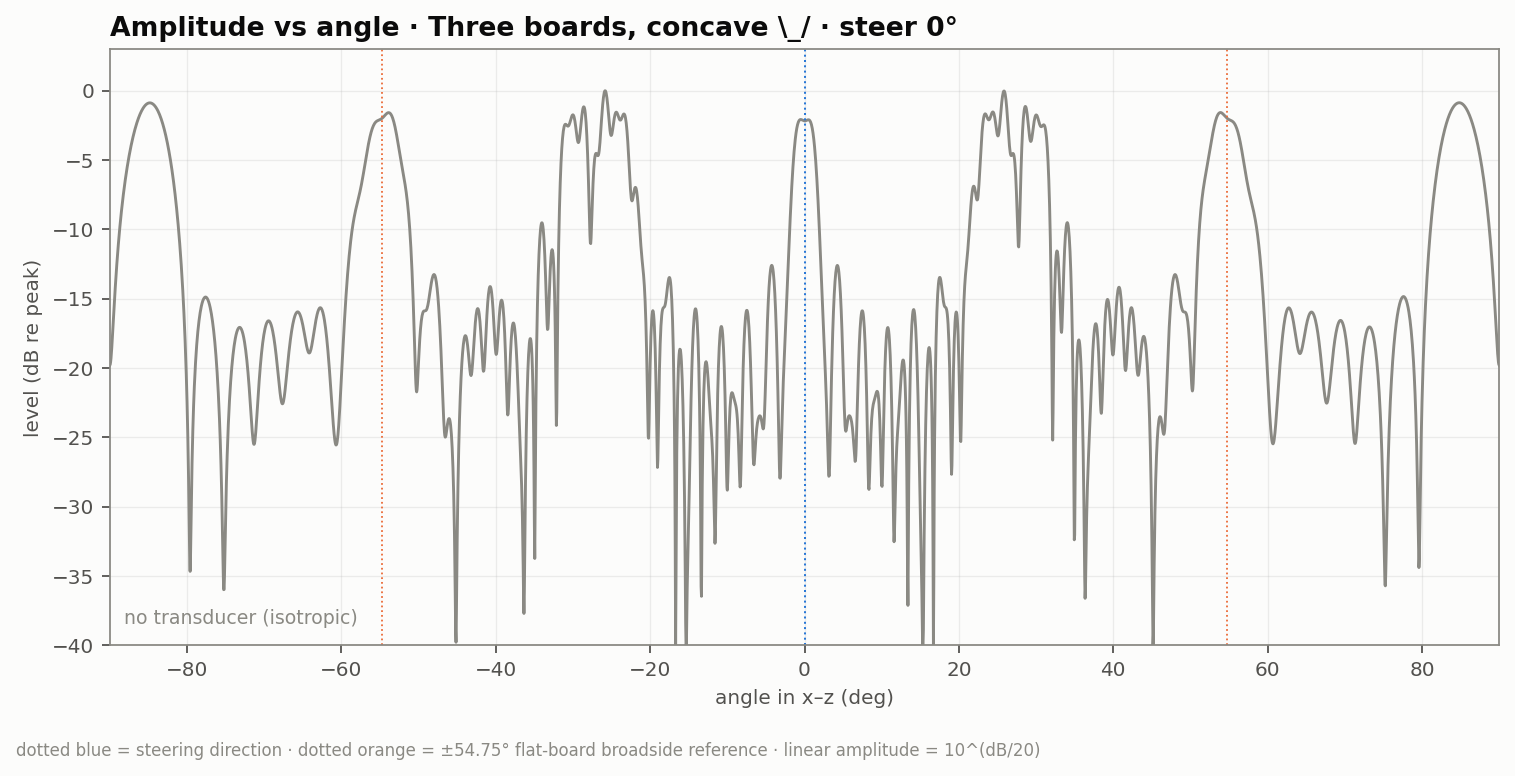 Amplitude vs angle · Three boards, concave \_/ · steer 0°
level (dB re peak)
0
−5
−10
−15
−20
−25
−30
−35
−40
no transducer (isotropic)
−80 −60 −40 −20 0 20 40 60 80
angle in x–z (deg)
dotted blue = steering direction · dotted orange = ±54.75° flat-board broadside reference · linear amplitude = 10^(dB/20)